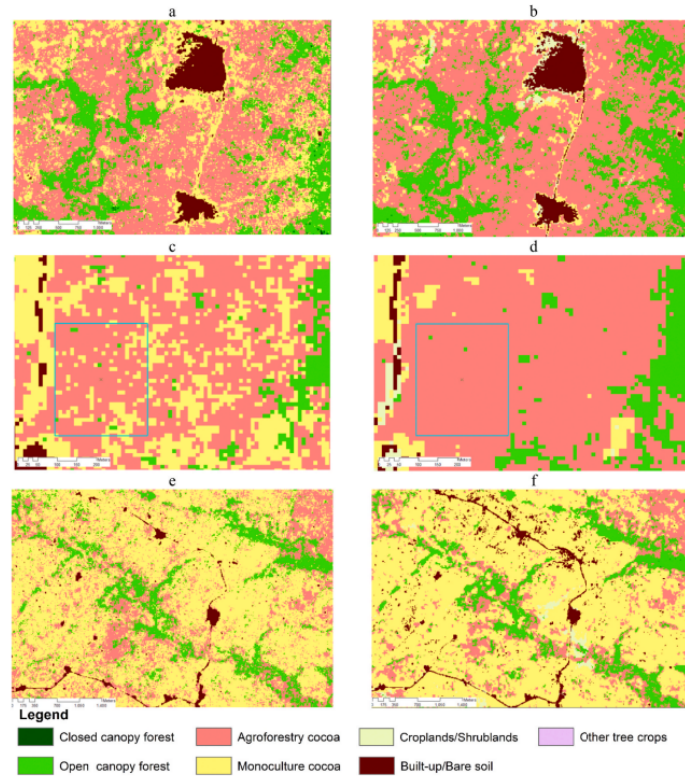 a
b
c
d
e
f
Legend
Closed canopy forest
Agroforestry cocoa
Croplands/Shrublands
Other tree crops
Open canopy forest
Monoculture cocoa
Built-up/Bare soil